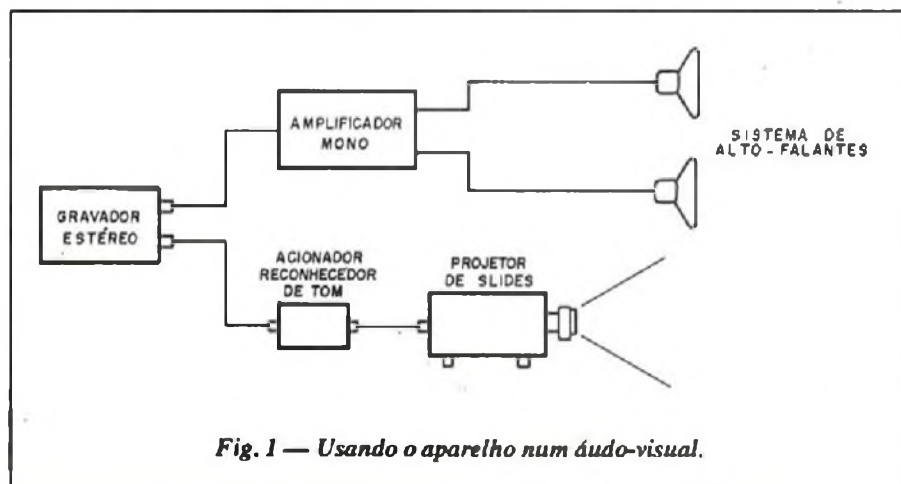 AMPLIFICADOR
MONO
SISTEMA DE
ALTO-FALANTES
GRAVADOR
ESTÉREO
ACIONADOR
RECONHECEDOR
DE TOM
PROJETOR
DE SLIDES
Fig. 1 — Usando o aparelho num áudo-visual.